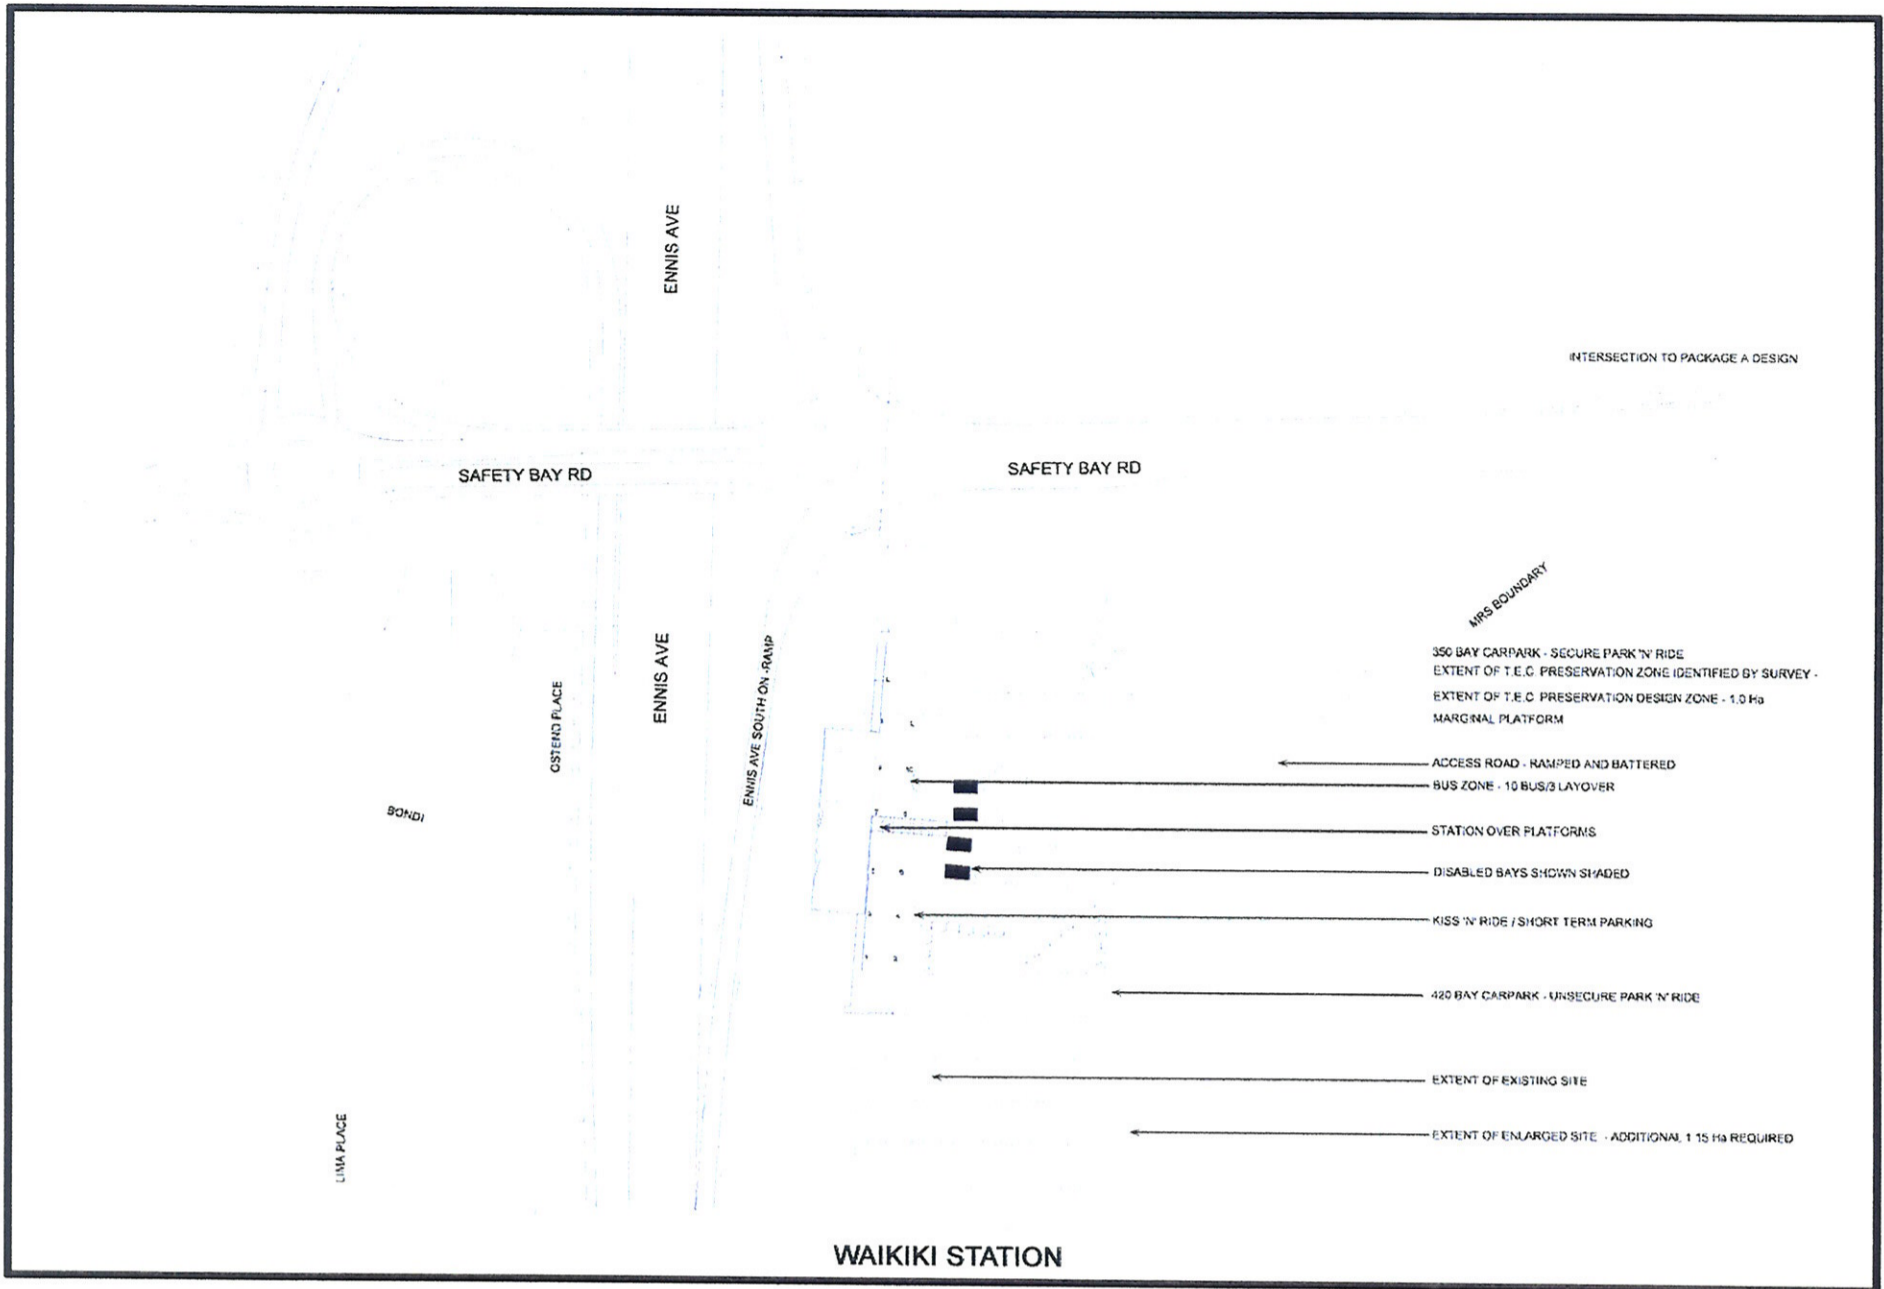 ENNIS AVE
INTERSECTION TO PACKAGE A DESIGN
SAFETY BAY RD
SAFETY BAY RD
MRS BOUNDARY
350 BAY CARPARK - SECURE PARK 'N' RIDE
EXTENT OF T.E.C. PRESERVATION ZONE IDENTIFIED BY SURVEY -
EXTENT OF T.E.C. PRESERVATION DESIGN ZONE - 1.0 Ha
MARGINAL PLATFORM
OSTEND PLACE
ENNIS AVE
ENNIS AVE SOUTH ON -RAMP
ACCESS ROAD - RAMPED AND BATTERED
BUS ZONE - 10 BUS/3 LAYOVER
BONDI
STATION OVER PLATFORMS
DISABLED BAYS SHOWN SHADED
KISS 'N' RIDE / SHORT TERM PARKING
420 BAY CARPARK - UNSECURE PARK 'N' RIDE
EXTENT OF EXISTING SITE
LIMA PLACE
EXTENT OF ENLARGED SITE - ADDITIONAL 1 15 Ha REQUIRED
WAIKIKI STATION